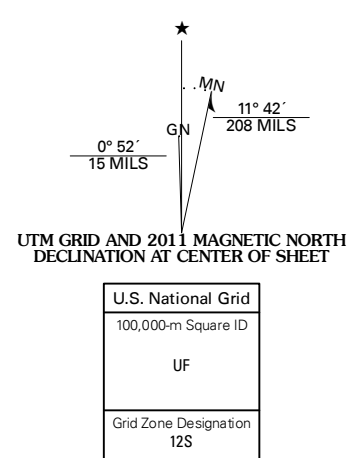 ★
MN
11° 42´
208 MILS
GN
0° 52´
15 MILS
UTM GRID AND 2011 MAGNETIC NORTH
DECLINATION AT CENTER OF SHEET
U.S. National Grid
100,000-m Square ID
UF
Grid Zone Designation
12S